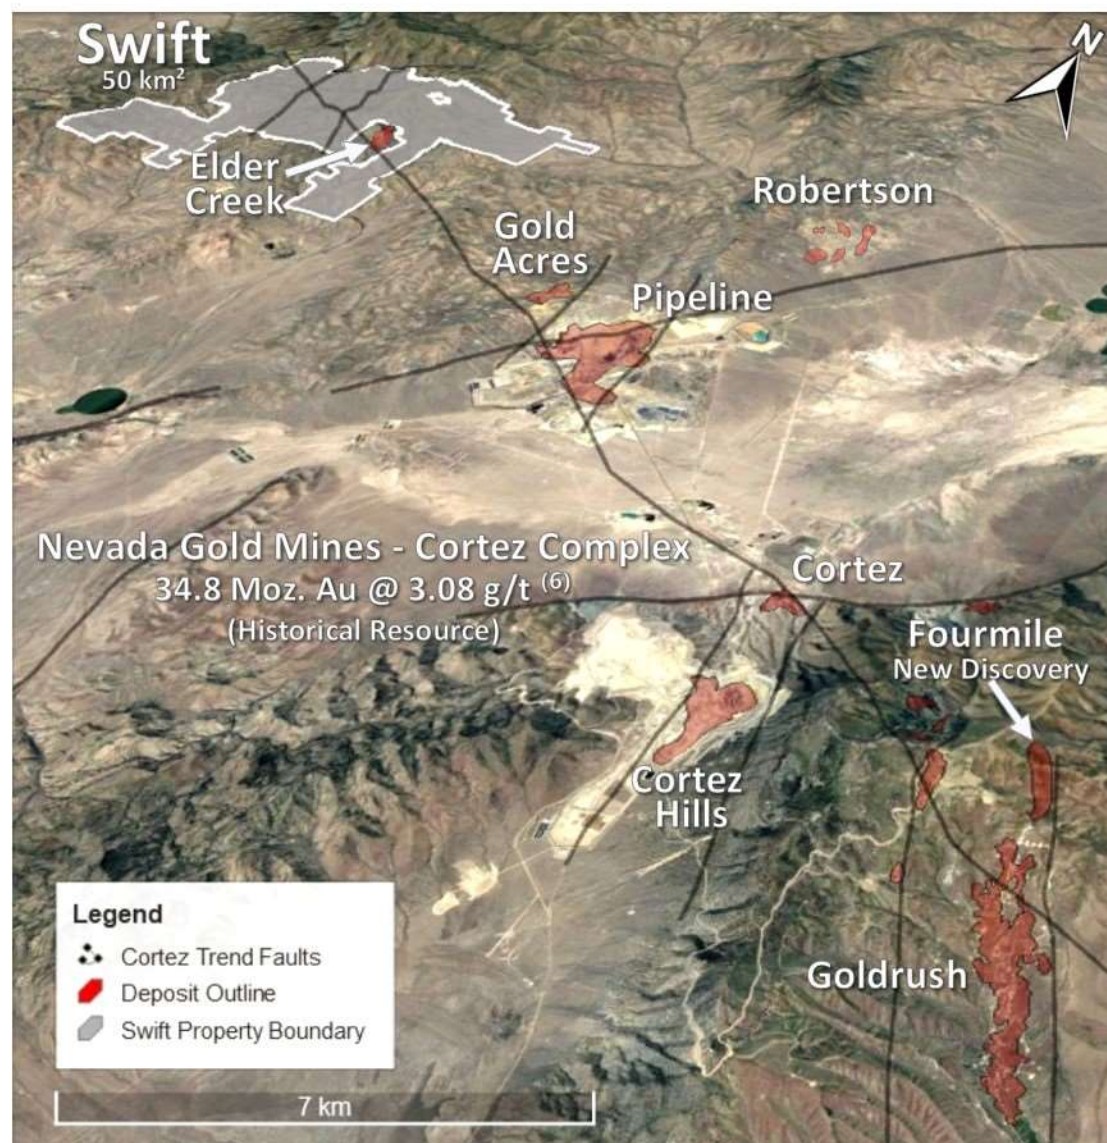 Swift
50 km²
N
Elder
Creek
Robertson
Gold
Acres
Pipeline
Nevada Gold Mines - Cortez Complex
34.8 Moz. Au @ 3.08 g/t (6)
(Historical Resource)
Cortez
Fourmile
New Discovery
Cortez
Hills
Goldrush
Legend
Cortez Trend Faults
Deposit Outline
Swift Property Boundary
7 km